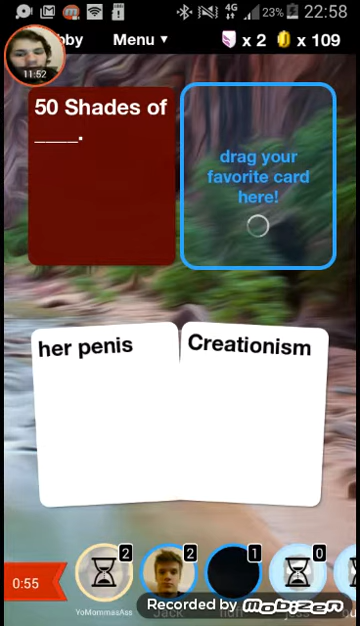 23% 22:58
4G
bby Menu ▼ x 2 x 109
11:52
50 Shades of
____.
drag your
favorite card
here!
her penis
Creationism
2 2 1 0
0:55
YoMommasAss Jack
Recorded by Mobizen